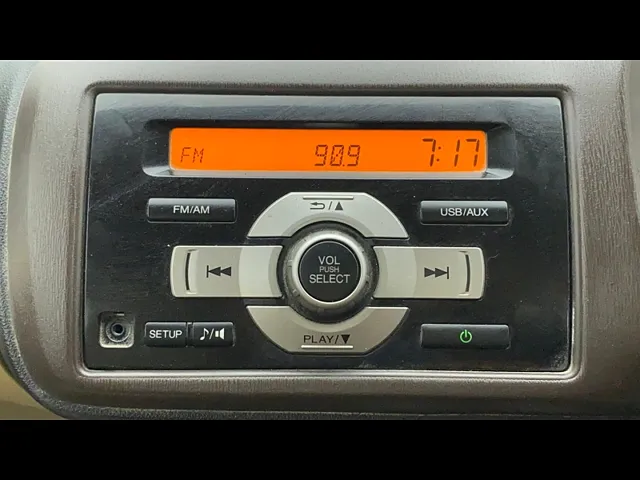 FM 90.9 7:17
FM/AM
USB/AUX
VOL
PUSH
SELECT
SETUP
PLAY/▼